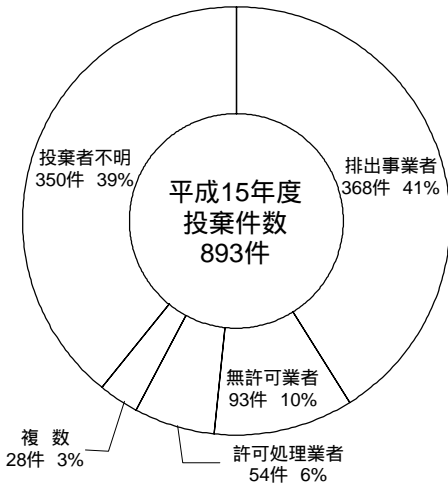 投棄者不明
350件 39%
排出事業者
368件 41%
平成15年度
投棄件数
893件
無許可業者
93件 10%
複 数
28件 3%
許可処理業者
54件 6%